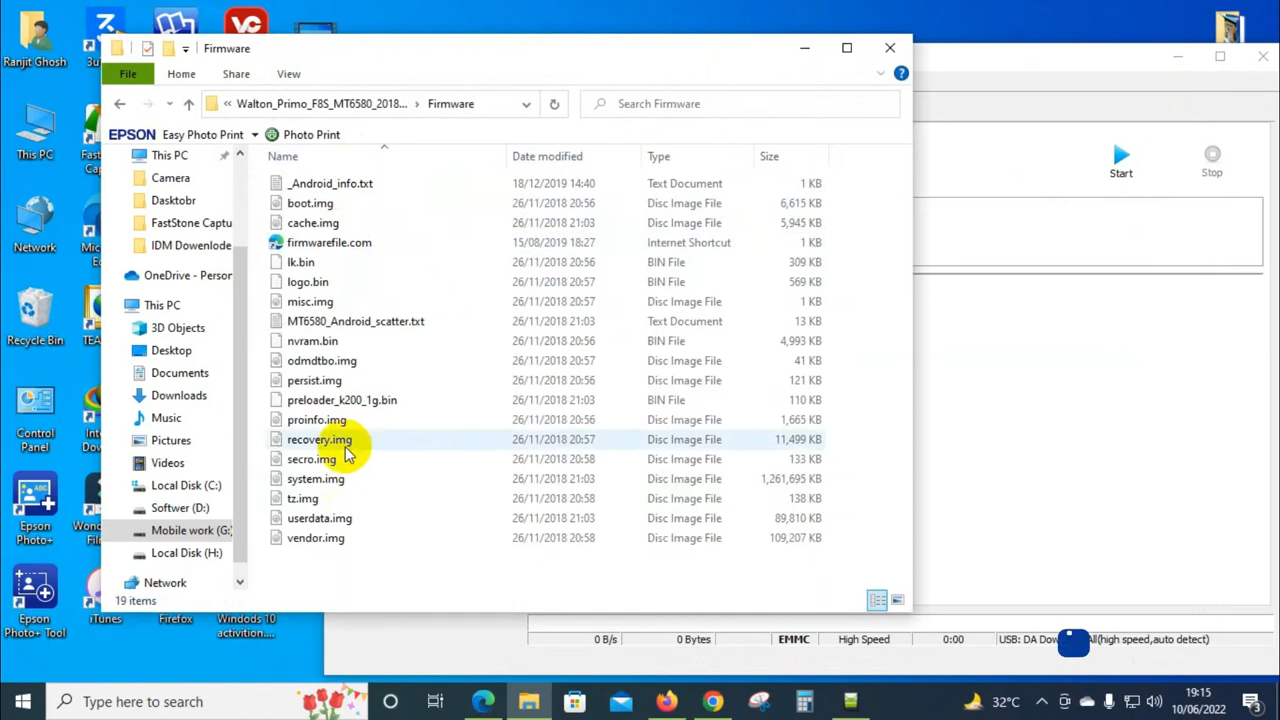 Ranjit Ghosh
3u
Firmware
File
Home
Share
View
Walton_Primo_F8S_MT6580_2018...
Firmware
Search Firmware
EPSON
Easy Photo Print
Photo Print
This PC
Camera
Dasktobr
FastStone Captu
IDM Dowenlode
OneDrive - Person
This PC
3D Objects
Desktop
Documents
Downloads
Music
Pictures
Videos
Local Disk (C:)
Softwer (D:)
Mobile work (G:)
Local Disk (H:)
Network
Name
Date modified
Type
Size
_Android_info.txt 18/12/2019 14:40 Text Document 1 KB
boot.img 26/11/2018 20:56 Disc Image File 6,615 KB
cache.img 26/11/2018 21:03 Disc Image File 5,945 KB
firmwarefile.com 15/08/2019 18:27 Internet Shortcut 1 KB
lk.bin 26/11/2018 20:56 BIN File 309 KB
logo.bin 26/11/2018 20:57 BIN File 569 KB
misc.img 26/11/2018 20:57 Disc Image File 1 KB
MT6580_Android_scatter.txt 26/11/2018 21:03 Text Document 13 KB
nvram.bin 26/11/2018 20:56 BIN File 4,993 KB
odmdtbo.img 26/11/2018 20:57 Disc Image File 41 KB
persist.img 26/11/2018 20:56 Disc Image File 121 KB
preloader_k200_1g.bin 26/11/2018 21:03 BIN File 110 KB
proinfo.img 26/11/2018 20:56 Disc Image File 1,665 KB
recovery.img 26/11/2018 20:57 Disc Image File 11,499 KB
secro.img 26/11/2018 20:58 Disc Image File 133 KB
system.img 26/11/2018 21:03 Disc Image File 1,261,695 KB
tz.img 26/11/2018 20:58 Disc Image File 138 KB
userdata.img 26/11/2018 21:03 Disc Image File 89,810 KB
vendor.img 26/11/2018 20:58 Disc Image File 109,207 KB
19 items
Start
Stop
This PC
Network
Recycle Bin
Control
Panel
Epson
Photo+
Epson
Photo+ Tool
iTunes
Firefox
Windods 10
activition....
0 B/s
0 Bytes
EMMC
High Speed
0:00
USB: DA Dow All(high speed,auto detect)
Type here to search
32°C
19:15
10/06/2022
3